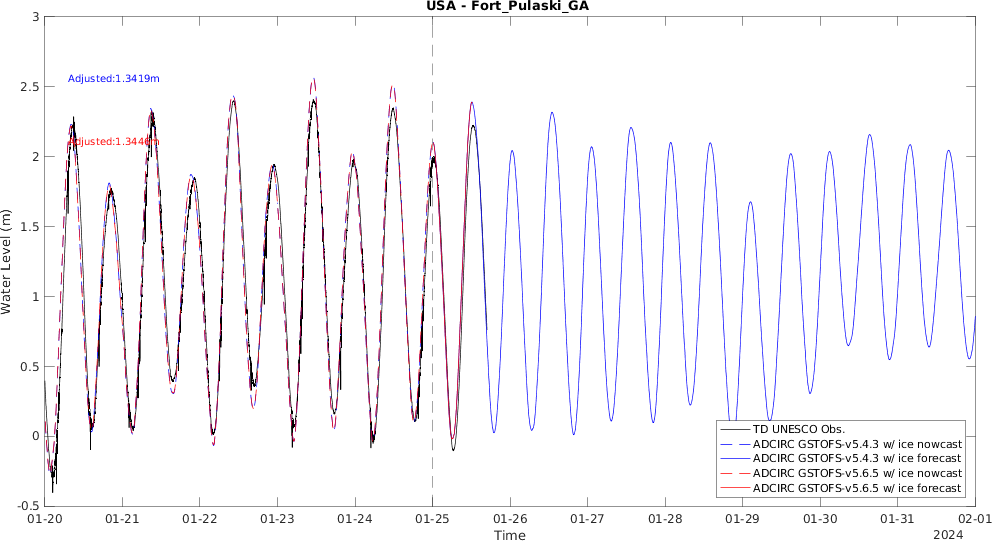 USA - Fort_Pulaski_GA
3
2.5
2
1.5
1
0.5
0
-0.5
Water Level (m)
Adjusted:1.3419m
Adjusted:1.3446m
TD UNESCO Obs.
ADCIRC GSTOFS-v5.4.3 w/ ice nowcast
ADCIRC GSTOFS-v5.4.3 w/ ice forecast
ADCIRC GSTOFS-v5.6.5 w/ ice nowcast
ADCIRC GSTOFS-v5.6.5 w/ ice forecast
01-20 01-21 01-22 01-23 01-24 01-25 01-26 01-27 01-28 01-29 01-30 01-31 02-01
Time
2024